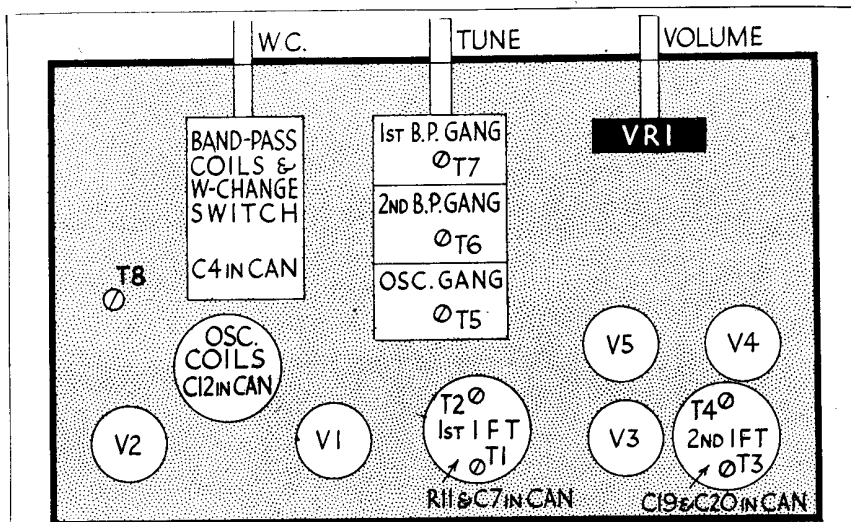 W.C.
TUNE
VOLUME
BAND-PASS
COILS &
W-CHANGE
SWITCH
C4 IN CAN
1ST B.P. GANG
T7
2ND B.P. GANG
T6
OSC. GANG
T5
VR1
T8
OSC.
COILS
C12 IN CAN
V2
V1
T2
1ST I F T
T1
R11 & C7 IN CAN
V5
V4
V3
T4
2ND I F T
T3
C19 & C20 IN CAN